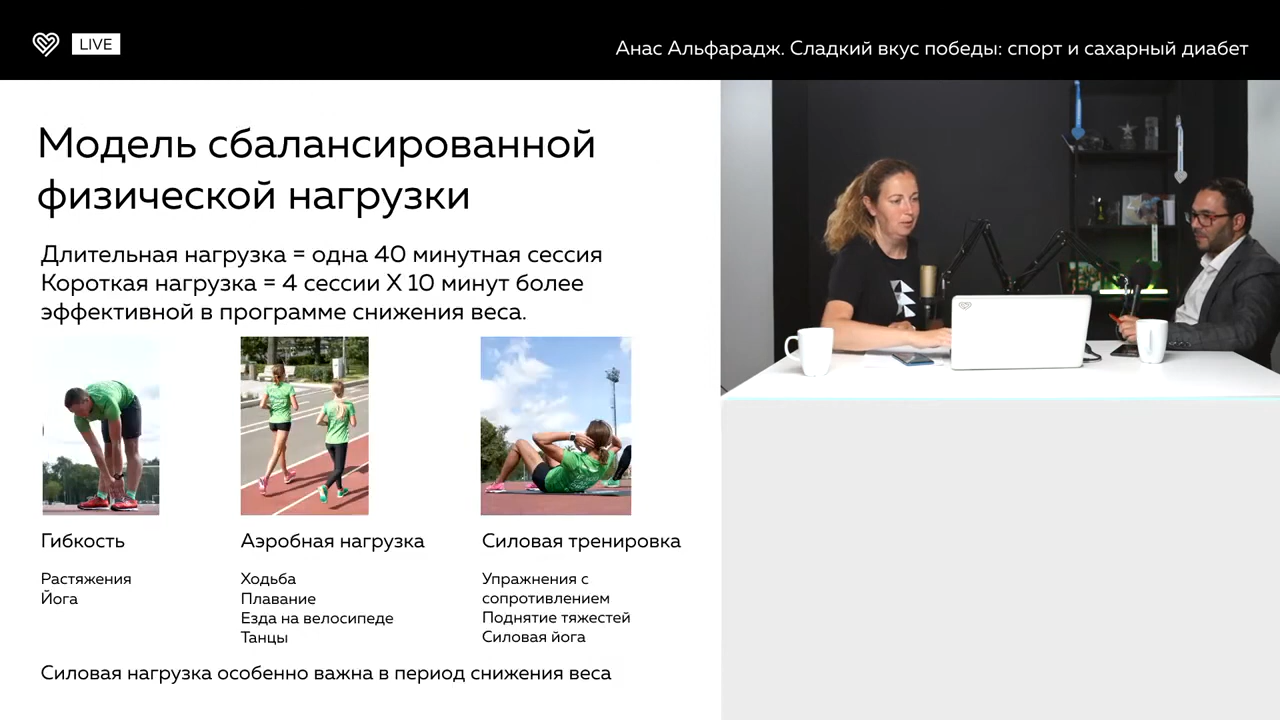 LIVE
Анас Альфарадж. Сладкий вкус победы: спорт и сахарный диабет
Модель сбалансированной
физической нагрузки
Длительная нагрузка = одна 40 минутная сессия
Короткая нагрузка = 4 сессии Х 10 минут более
эффективной в программе снижения веса.
Гибкость
Растяжения
Йога
Аэробная нагрузка
Ходьба
Плавание
Езда на велосипеде
Танцы
Силовая тренировка
Упражнения с
сопротивлением
Поднятие тяжестей
Силовая йога
Силовая нагрузка особенно важна в период снижения веса